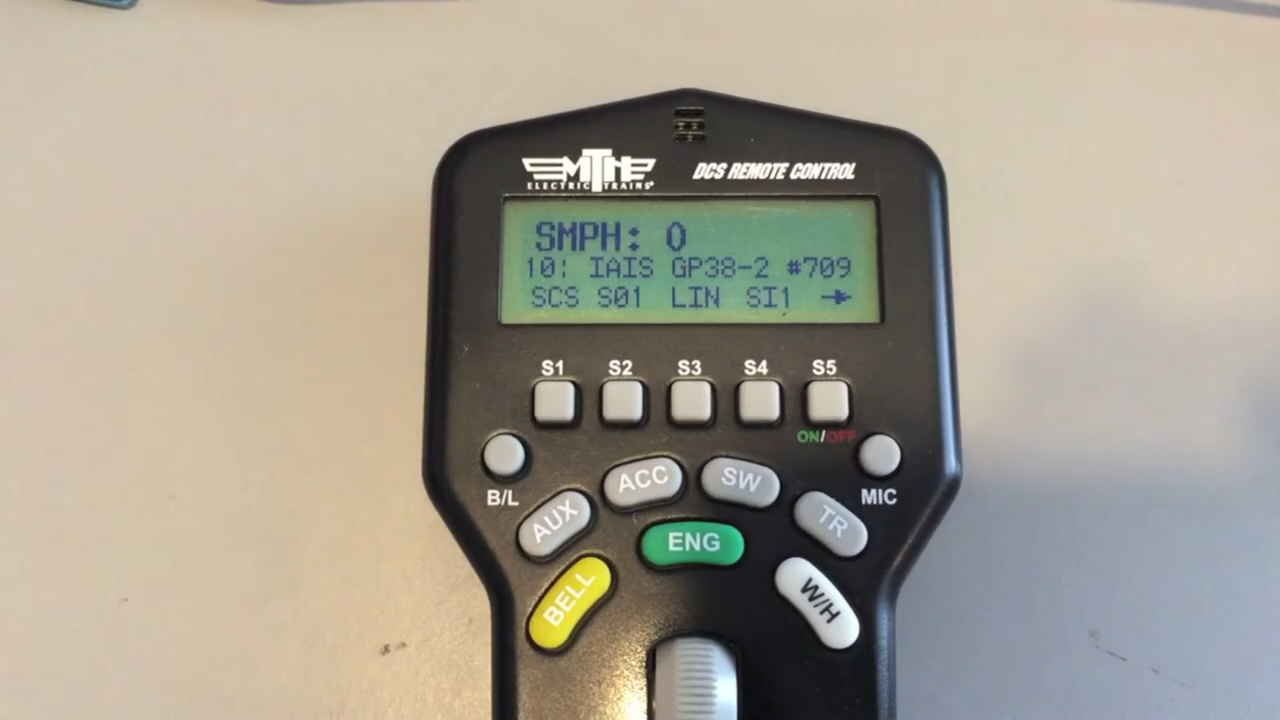 MTH
ELECTRIC TRAINS®
DCS REMOTE CONTROL
SMPH: 0
10: IAIS GP38-2 #709
SCS S01 LIN SI1
S1 S2 S3 S4 S5
ON/OFF
B/L
MIC
AUX
ACC
SW
TR
ENG
BELL
W/H